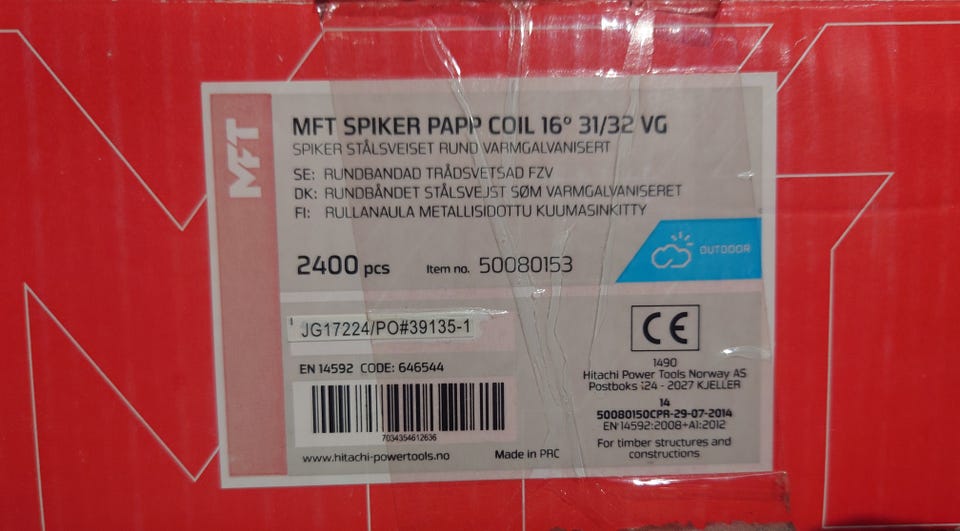 MFT
MFT SPIKER PAPP COIL 16° 31/32 VG
SPIKER STÅLSVEISET RUND VARMGALVANISERT
SE: RUNDBANDAD TRÅDSVETSAD FZV
DK: RUNDBÅNDET STÅLSVEJST SØM VARMGALVANISERET
FI: RULLANAULA METALLISIDOTTU KUUMASINKITTY
OUTDOOR
2400 pcs Item no. 50080153
JG17224/PO#39135-1
EN 14592 CODE: 646544
7034354612636
www.hitachi-powertools.no Made in PRC
CE
1490
Hitachi Power Tools Norway AS
Postboks 124 - 2027 KJELLER
14
50080150CPR-29-07-2014
EN 14592:2008+A1:2012
For timber structures and
constructions